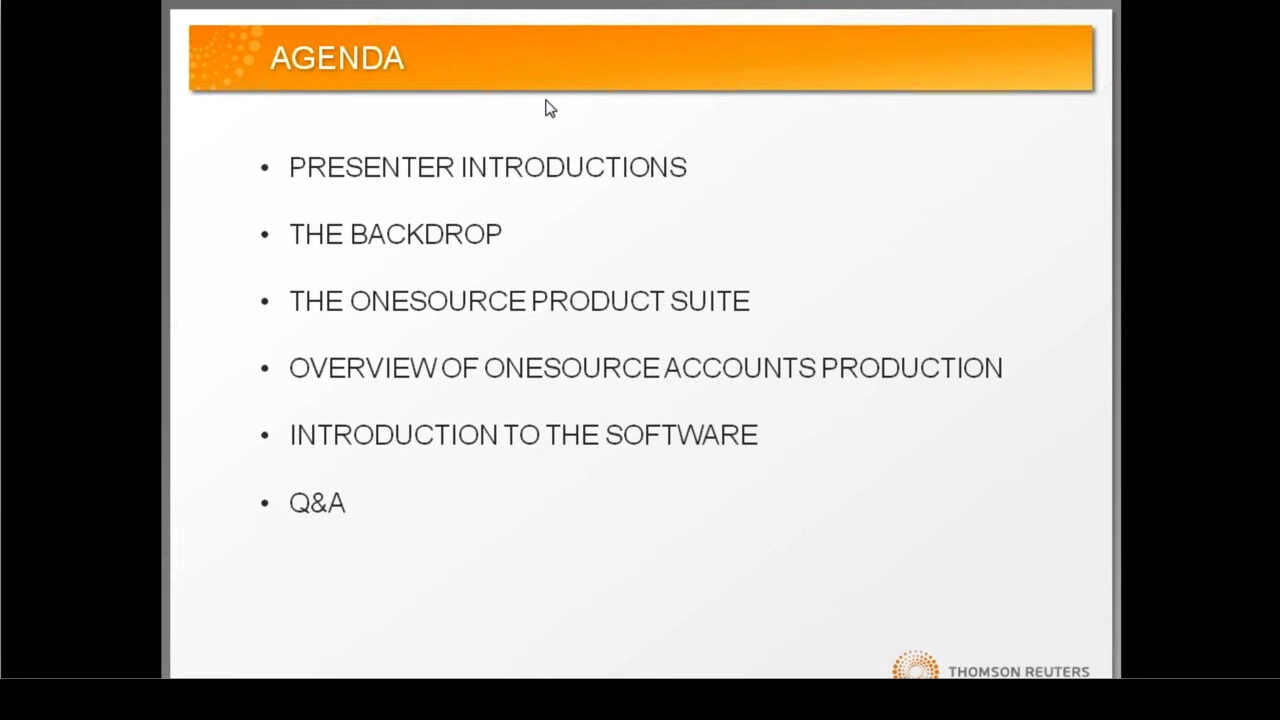 AGENDA
• PRESENTER INTRODUCTIONS
• THE BACKDROP
• THE ONESOURCE PRODUCT SUITE
• OVERVIEW OF ONESOURCE ACCOUNTS PRODUCTION
• INTRODUCTION TO THE SOFTWARE
• Q&A
THOMSON REUTERS